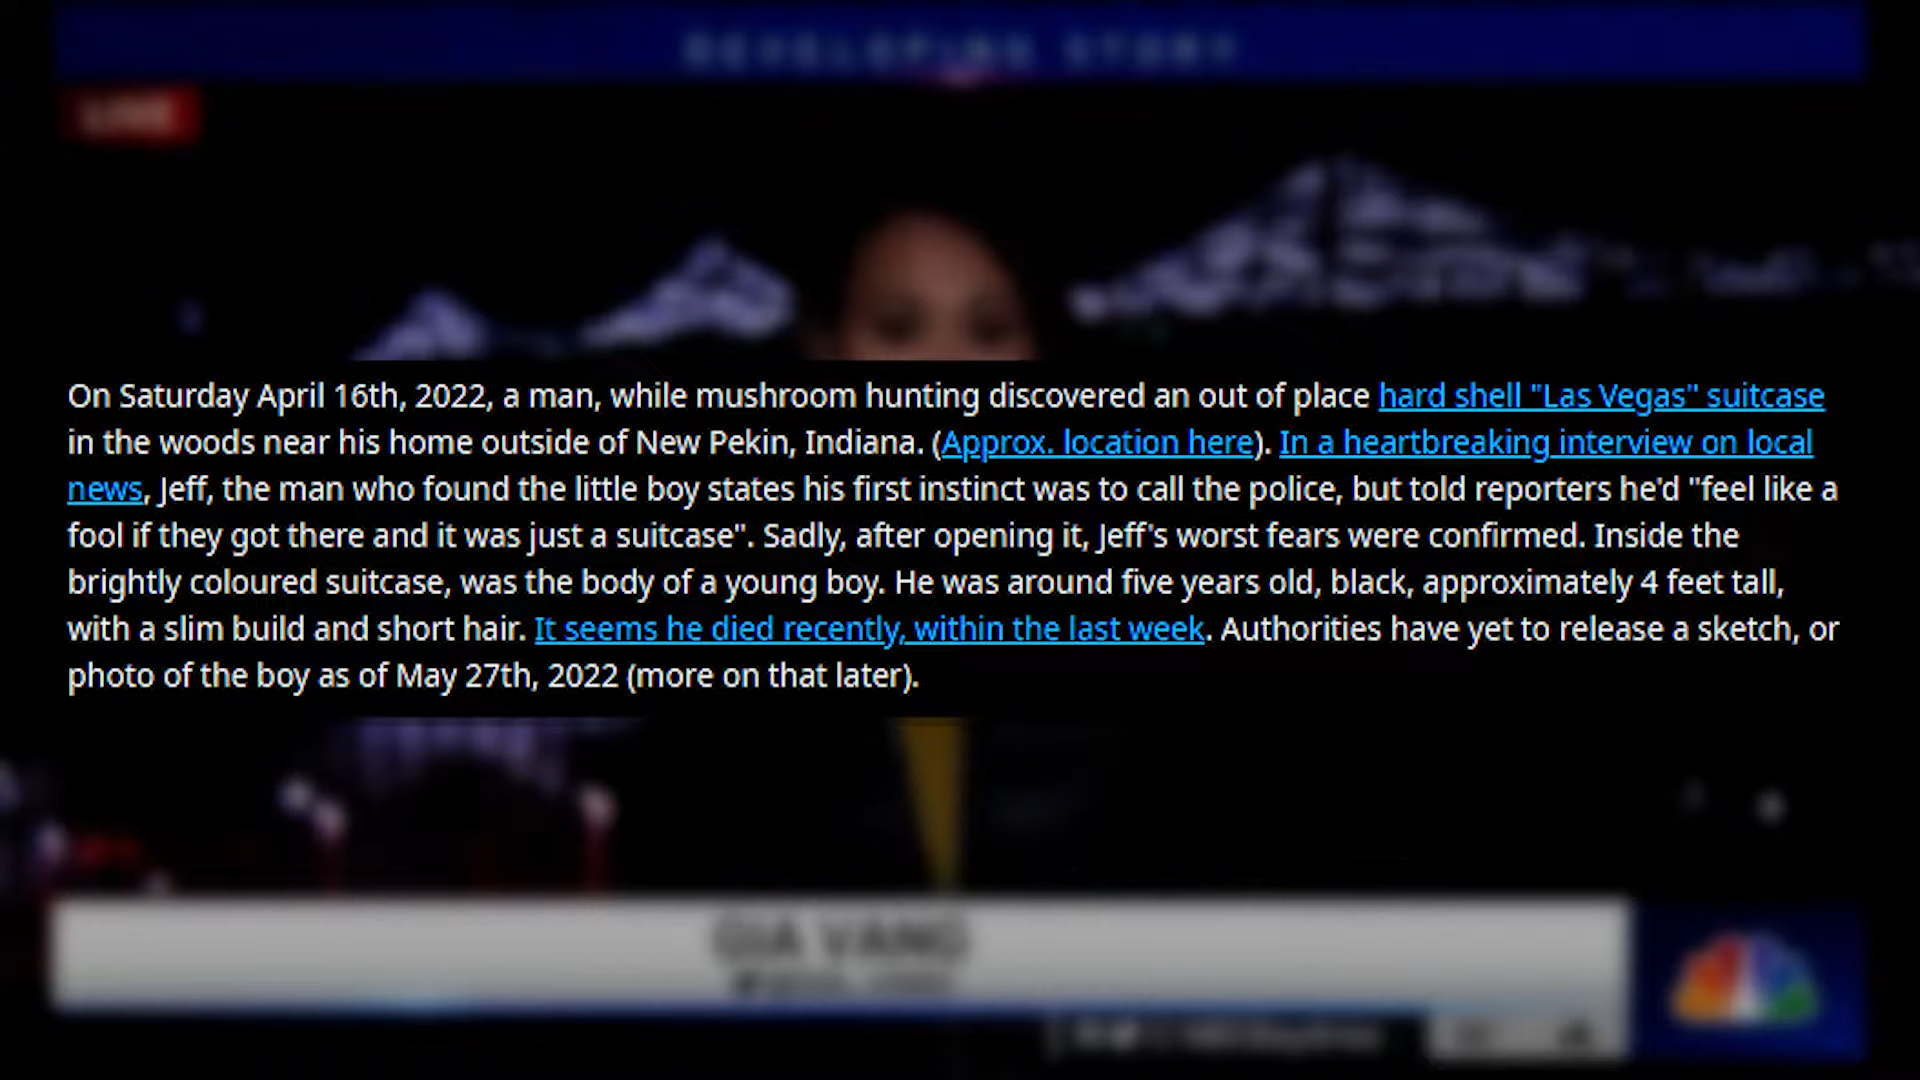 DEVELOPING STORY
LIVE
On Saturday April 16th, 2022, a man, while mushroom hunting discovered an out of place hard shell "Las Vegas" suitcase
in the woods near his home outside of New Pekin, Indiana. (Approx. location here). In a heartbreaking interview on local
news, Jeff, the man who found the little boy states his first instinct was to call the police, but told reporters he'd "feel like a
fool if they got there and it was just a suitcase". Sadly, after opening it, Jeff's worst fears were confirmed. Inside the
brightly coloured suitcase, was the body of a young boy. He was around five years old, black, approximately 4 feet tall,
with a slim build and short hair. It seems he died recently, within the last week. Authorities have yet to release a sketch, or
photo of the boy as of May 27th, 2022 (more on that later).
GIA VANG